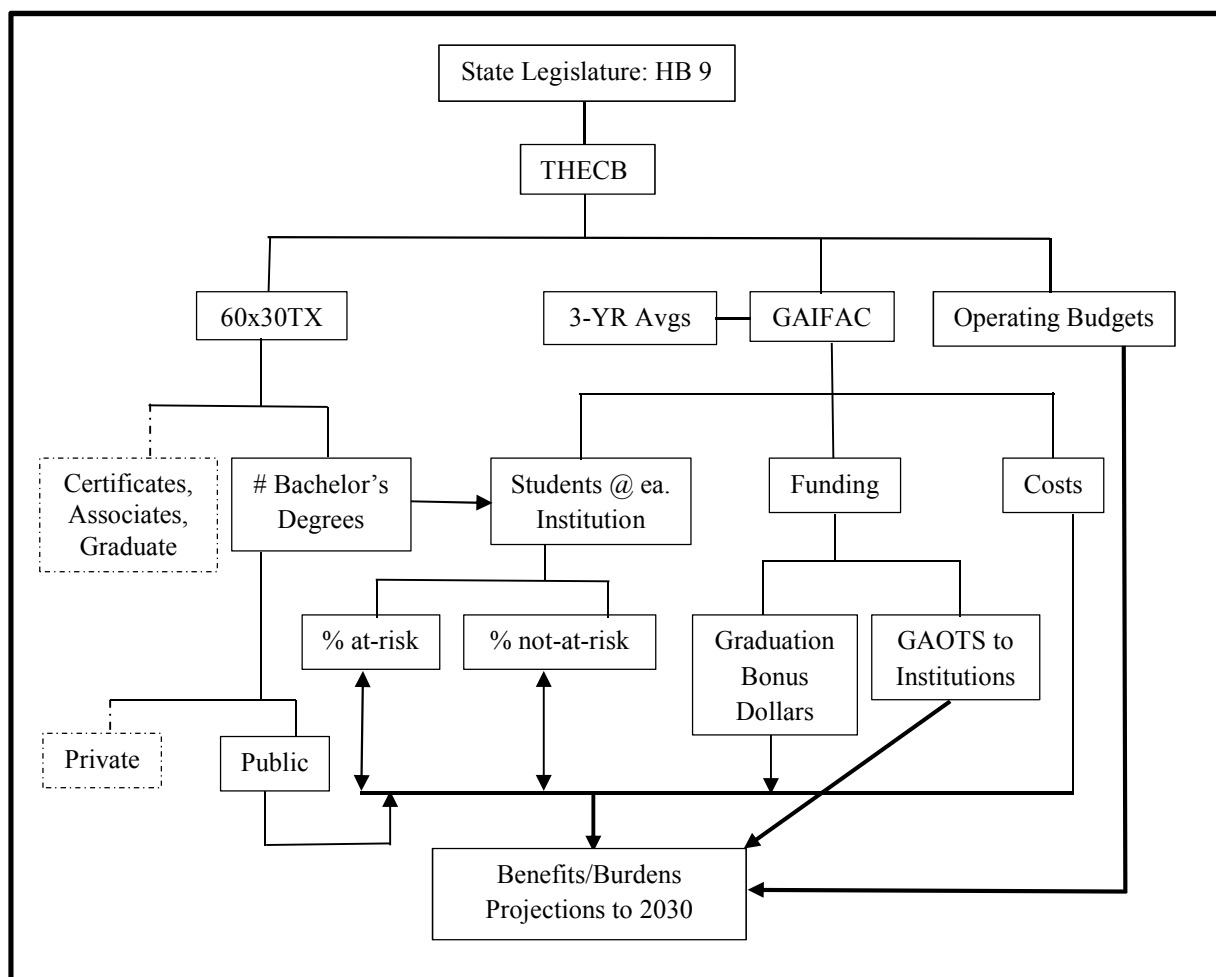 State Legislature: HB 9
THECB
60x30TX
3-YR Avgs
GAIFAC
Operating Budgets
Certificates,
Associates,
Graduate
# Bachelor’s
Degrees
Students @ ea.
Institution
Funding
Costs
% at-risk
% not-at-risk
Graduation
Bonus
Dollars
GAOTS to
Institutions
Private
Public
Benefits/Burdens
Projections to 2030